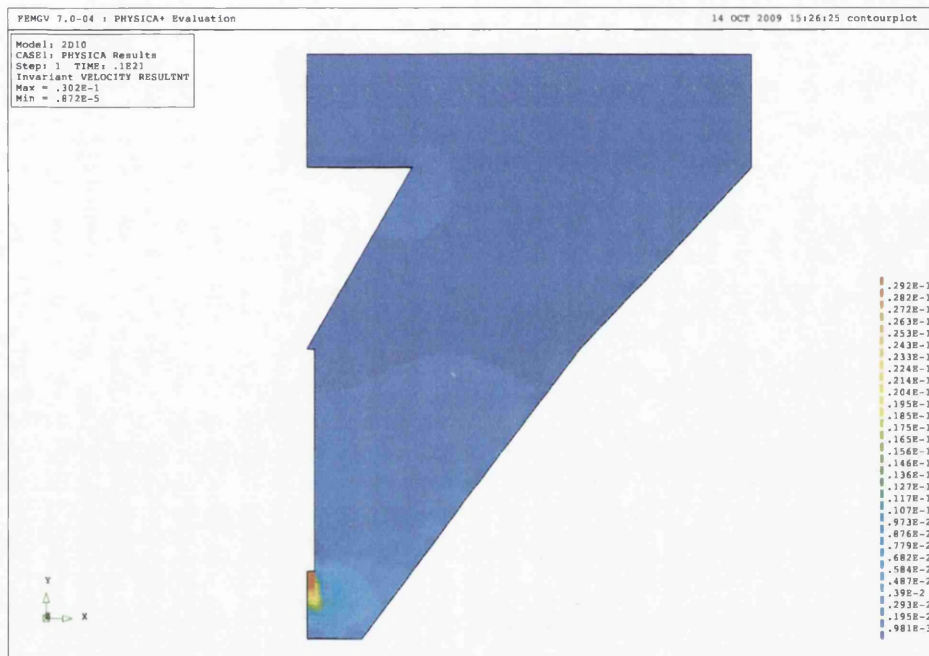 FEMGV 7.0-04 : PHYSICA+ Evaluation
14 OCT 2009 15:26:25 contourplot
Model: 2D10
CASE1: PHYSICA Results
Step: 1 TIME: .1E21
Invariant VELOCITY RESULTNT
Max = .302E-1
Min = .872E-5
.292E-1
.282E-1
.272E-1
.263E-1
.253E-1
.243E-1
.233E-1
.224E-1
.214E-1
.204E-1
.195E-1
.185E-1
.175E-1
.165E-1
.156E-1
.146E-1
.136E-1
.127E-1
.117E-1
.107E-1
.973E-2
.876E-2
.779E-2
.682E-2
.584E-2
.487E-2
.39E-2
.293E-2
.195E-2
.981E-3
Y
X